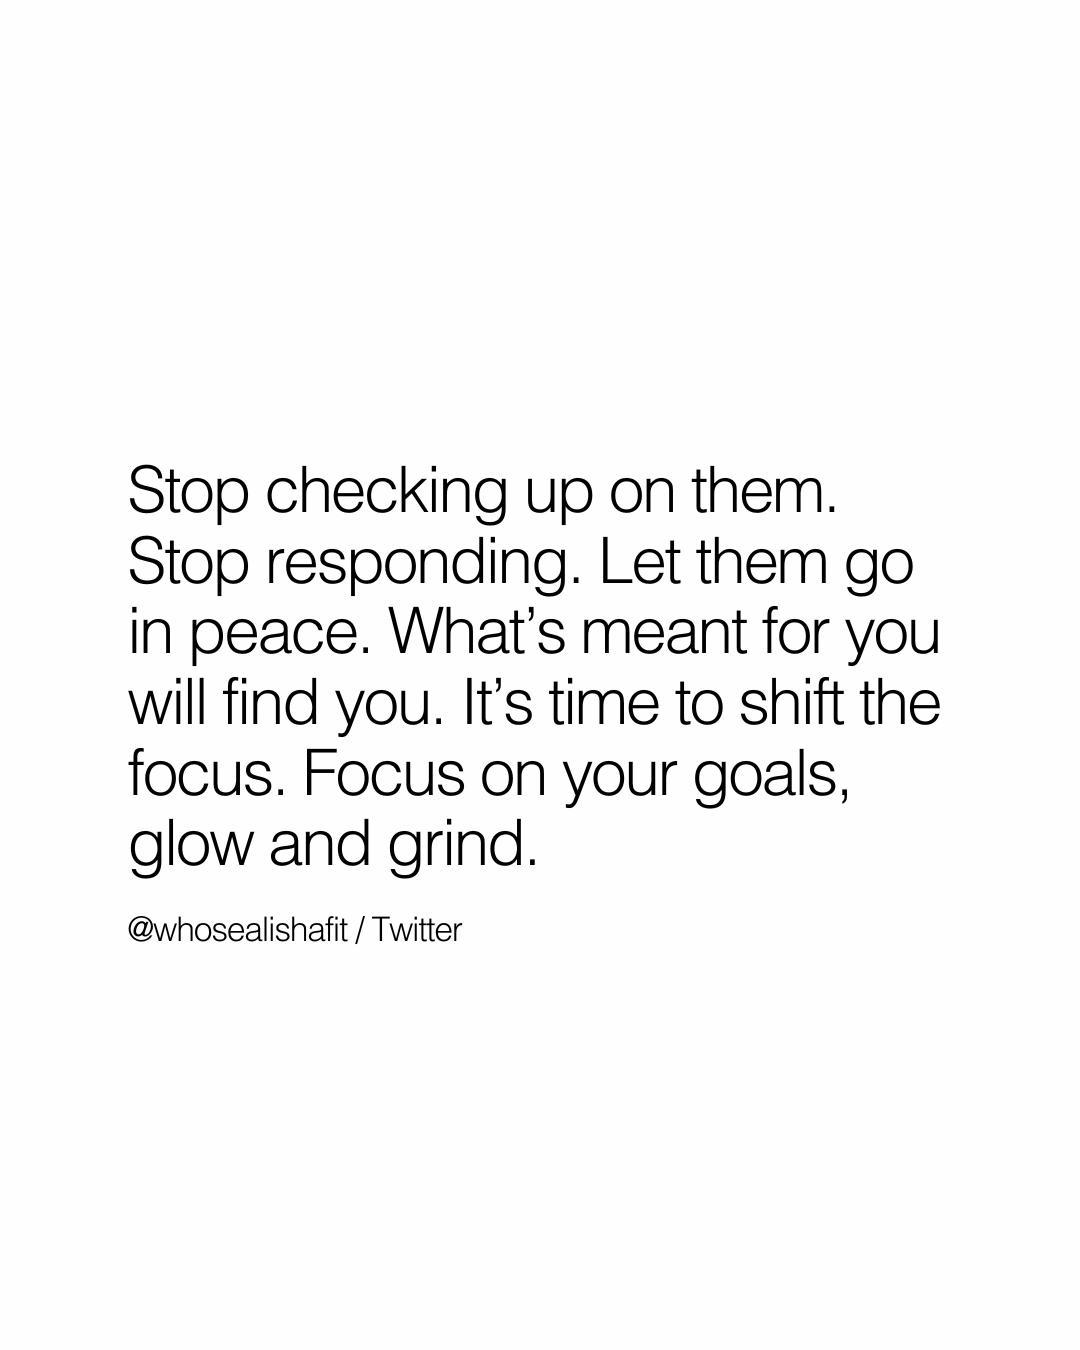 Stop checking up on them.
Stop responding. Let them go
in peace. What’s meant for you
will find you. It’s time to shift the
focus. Focus on your goals,
glow and grind.
@whosealishafit / Twitter